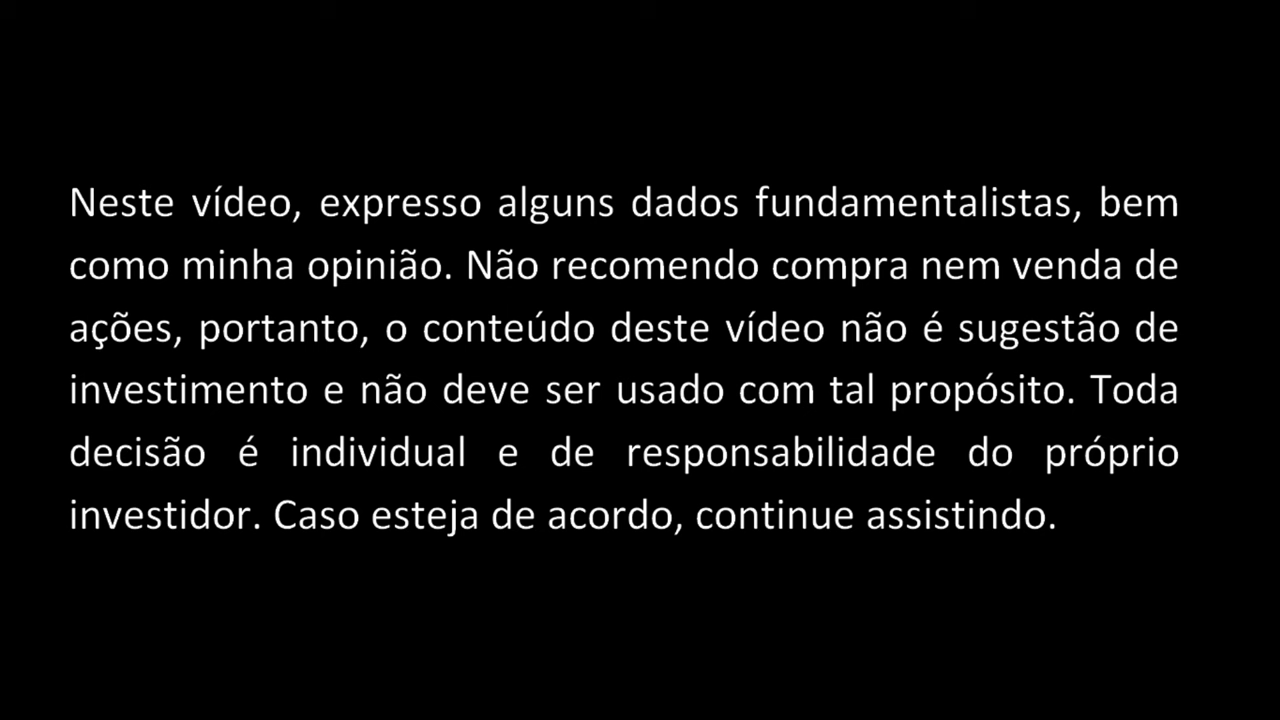 Neste vídeo, expresso alguns dados fundamentalistas, bem
como minha opinião. Não recomendo compra nem venda de
ações, portanto, o conteúdo deste vídeo não é sugestão de
investimento e não deve ser usado com tal propósito. Toda
decisão é individual e de responsabilidade do próprio
investidor. Caso esteja de acordo, continue assistindo.